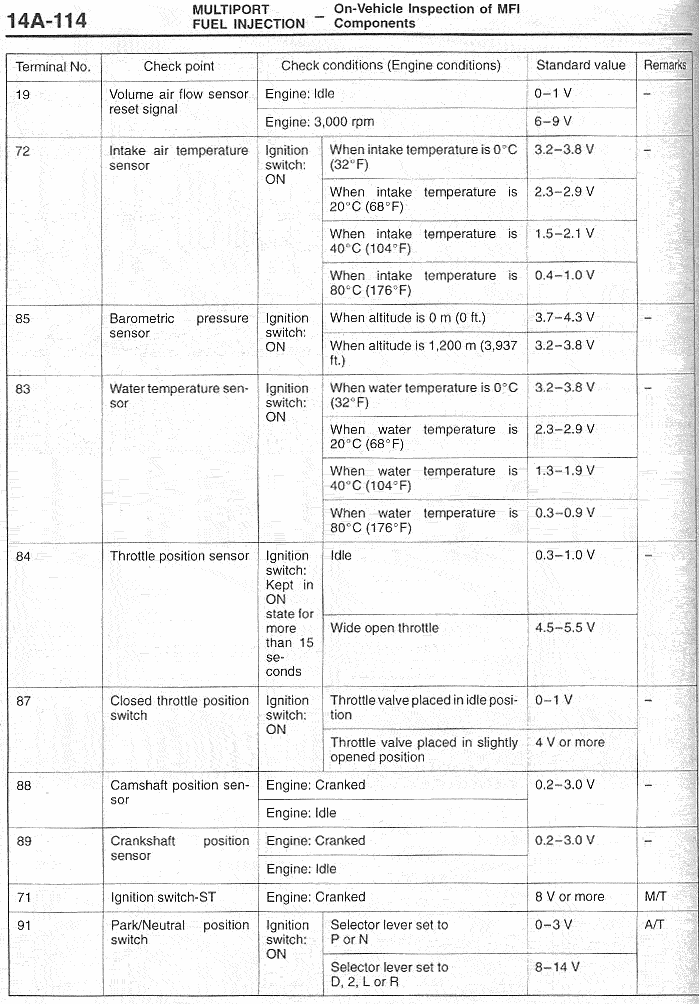 14A-114
MULTIPORT
FUEL INJECTION
–
On-Vehicle Inspection of MFI
Components
Terminal No. Check point Check conditions (Engine conditions) Standard value Remarks
19 Volume air flow sensor Engine: Idle 0–1 V –
reset signal
Engine: 3,000 rpm 6–9 V
72 Intake air temperature Ignition When intake temperature is 0°C 3.2–3.8 V –
sensor switch: (32°F)
ON
When intake temperature is 2.3–2.9 V
20°C (68°F)
When intake temperature is 1.5–2.1 V
40°C (104°F)
When intake temperature is 0.4–1.0 V
80°C (176°F)
85 Barometric pressure Ignition When altitude is 0 m (0 ft.) 3.7–4.3 V –
sensor switch:
ON When altitude is 1,200 m (3,937 3.2–3.8 V
ft.)
83 Water temperature sen- Ignition When water temperature is 0°C 3.2–3.8 V –
sor switch: (32°F)
ON
When water temperature is 2.3–2.9 V
20°C (68°F)
When water temperature is 1.3–1.9 V
40°C (104°F)
When water temperature is 0.3–0.9 V
80°C (176°F)
84 Throttle position sensor Ignition Idle 0.3–1.0 V –
switch:
Kept in
ON
state for
more Wide open throttle 4.5–5.5 V
than 15
se-
conds
87 Closed throttle position Ignition Throttle valve placed in idle posi- 0–1 V –
switch switch: tion
ON
Throttle valve placed in slightly 4 V or more
opened position
88 Camshaft position sen- Engine: Cranked 0.2–3.0 V –
sor
Engine: Idle
89 Crankshaft position Engine: Cranked 0.2–3.0 V –
sensor
Engine: Idle
71 Ignition switch-ST Engine: Cranked 8 V or more M/T
91 Park/Neutral position Ignition Selector lever set to 0–3 V A/T
switch switch: P or N
ON
Selector lever set to 8–14 V
D, 2, L or R